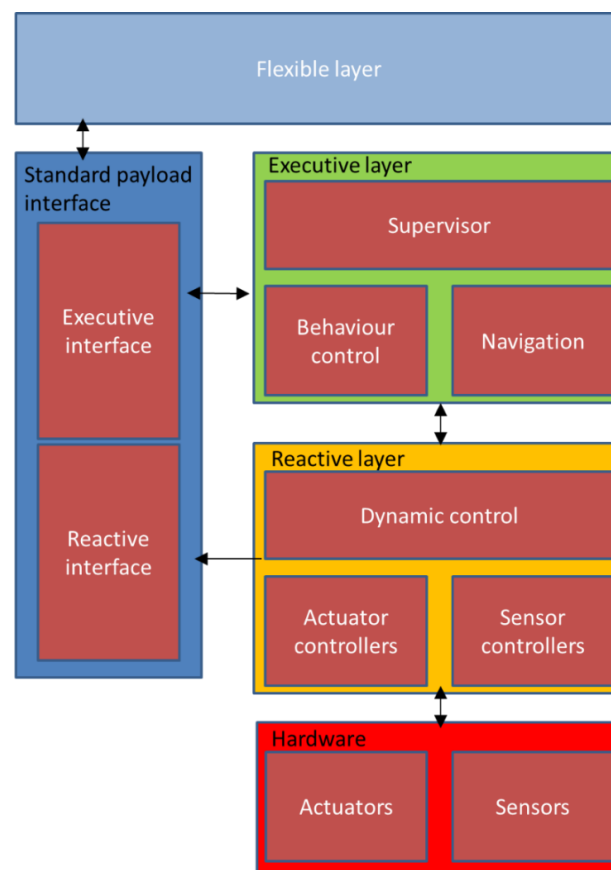 Flexible layer
Standard payload
interface
Executive
interface
Reactive
interface
Executive layer
Supervisor
Behaviour
control
Navigation
Reactive layer
Dynamic control
Actuator
controllers
Sensor
controllers
Hardware
Actuators
Sensors